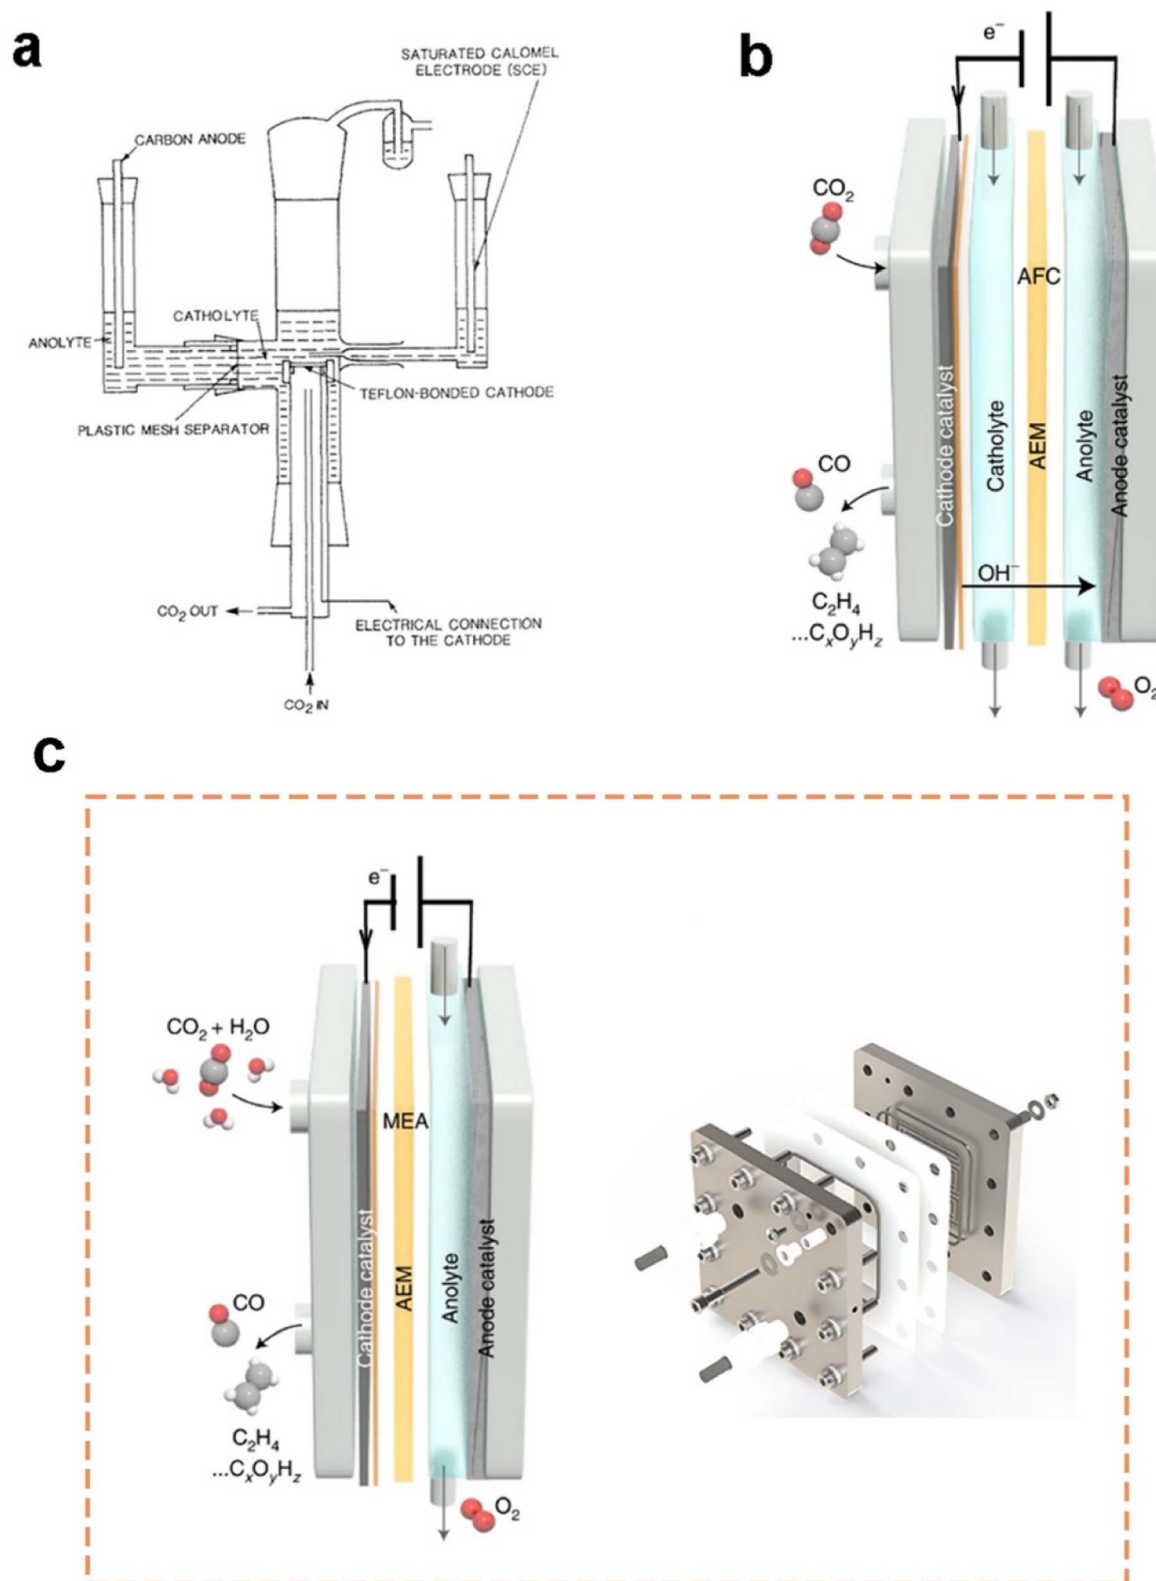 a
SATURATED CALOMEL
ELECTRODE (SCE)
CARBON ANODE
CATHOLYTE
ANOLYTE
TEFLON-BONDED CATHODE
PLASTIC MESH SEPARATOR
CO₂ OUT
ELECTRICAL CONNECTION
TO THE CATHODE
CO₂ IN
b
e⁻
CO₂
AFC
Cathode catalyst
Catholyte
AEM
Anolyte
Anode catalyst
CO
OH⁻
C₂H₄
...CₓOᵧH𝓏
O₂
c
e⁻
CO₂ + H₂O
MEA
Cathode catalyst
AEM
Anolyte
Anode catalyst
CO
C₂H₄
...CₓOᵧH𝓏
O₂